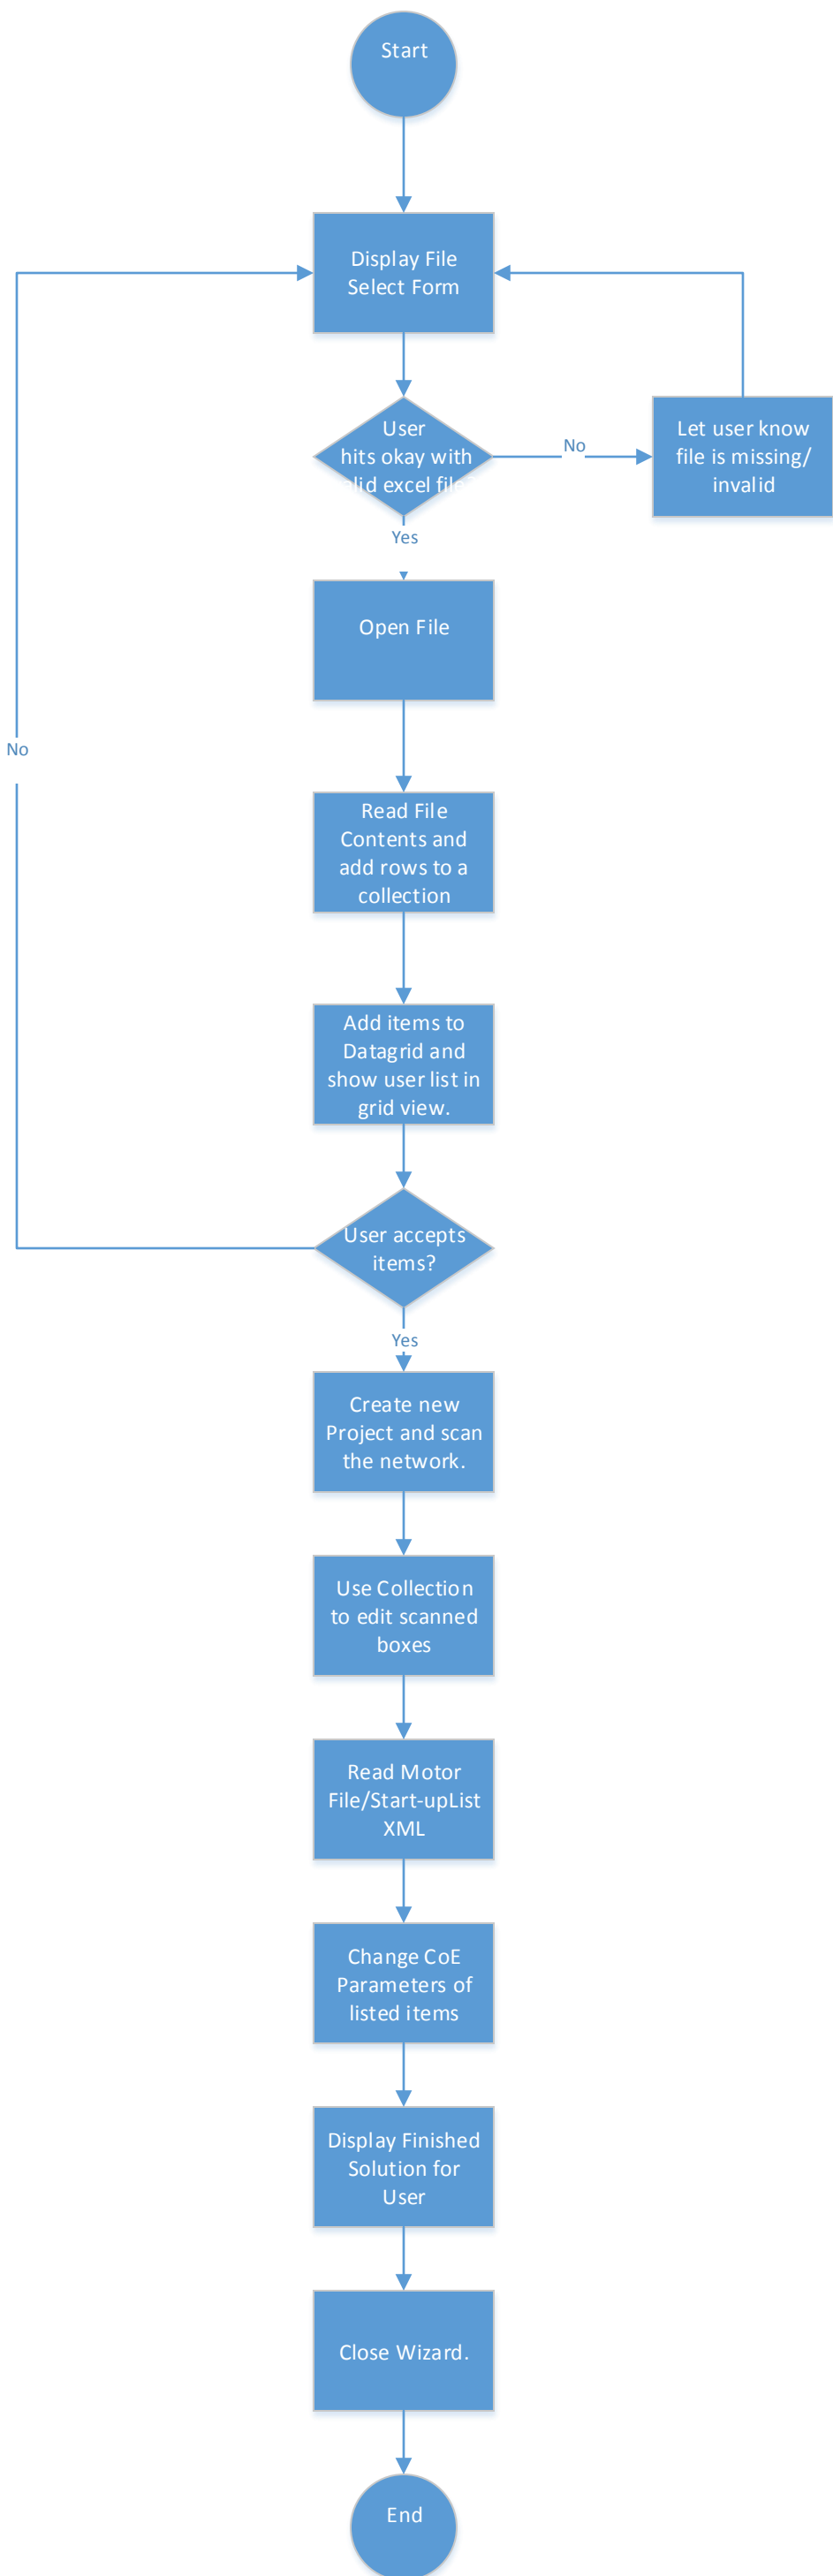 Start
Display File
Select Form
User
hits okay with
lid excel file
No
Let user know
file is missing/
invalid
Yes
Open File
No
Read File
Contents and
add rows to a
collection
Add items to
Datagrid and
show user list in
grid view.
User accepts
items?
Yes
Create new
Project and scan
the network.
Use Collection
to edit scanned
boxes
Read Motor
File/Start-upList
XML
Change CoE
Parameters of
listed items
Display Finished
Solution for
User
Close Wizard.
End